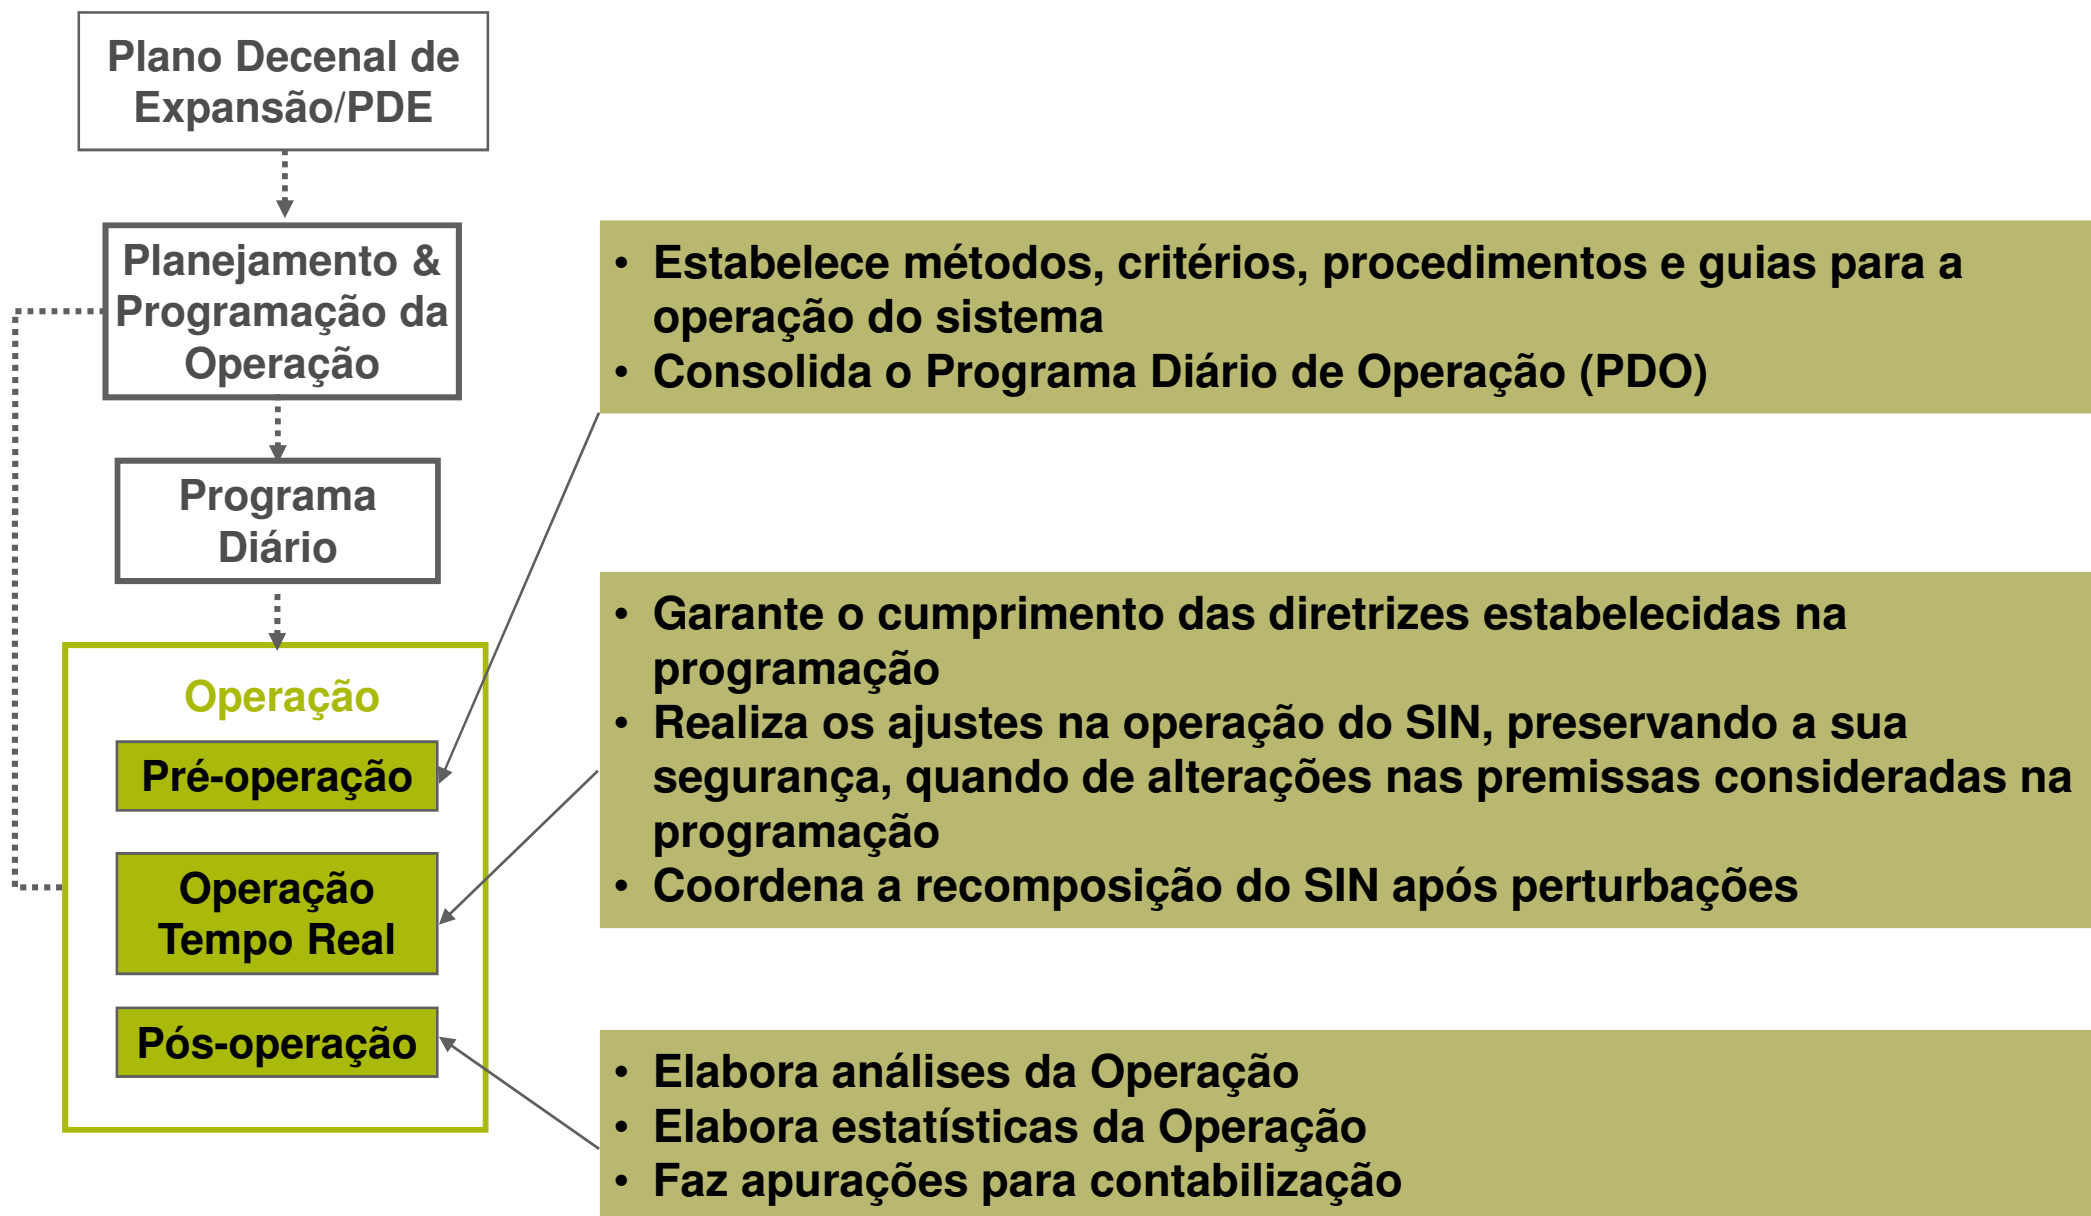 Plano Decenal de
Expansão/PDE
Planejamento &
Programação da
Operação
Programa
Diário
Operação
Pré-operação
Operação
Tempo Real
Pós-operação
• Estabelece métodos, critérios, procedimentos e guias para a
operação do sistema
• Consolida o Programa Diário de Operação (PDO)
• Garante o cumprimento das diretrizes estabelecidas na
programação
• Realiza os ajustes na operação do SIN, preservando a sua
segurança, quando de alterações nas premissas consideradas na
programação
• Coordena a recomposição do SIN após perturbações
• Elabora análises da Operação
• Elabora estatísticas da Operação
• Faz apurações para contabilização